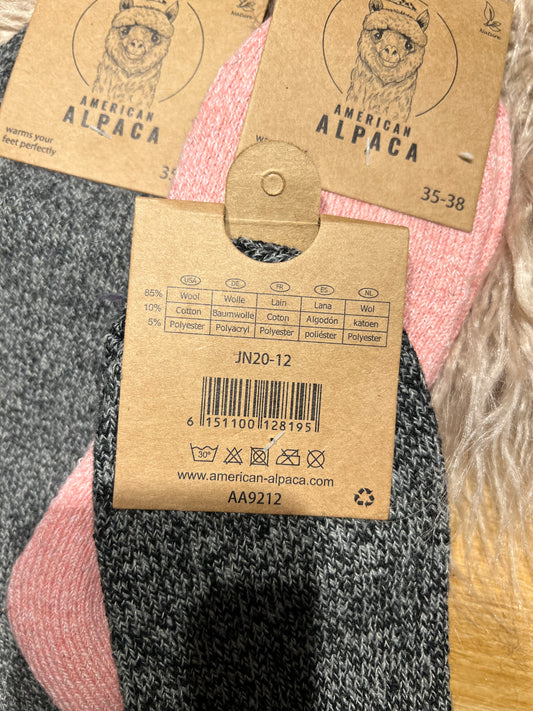 AMERICAN
ALPACA
warms your
feet perfectly
Nature
AMERICAN
ALPACA
35-38
USA DE FR ES NL
85% Wool Wolle Lain Lana Wol
10% Cotton Baumwolle Coton Algodón katoen
5% Polyester Polyacryl Polyester poliéster Polyester
JN20-12
6 151100 128195
30°
www.american-alpaca.com
AA9212